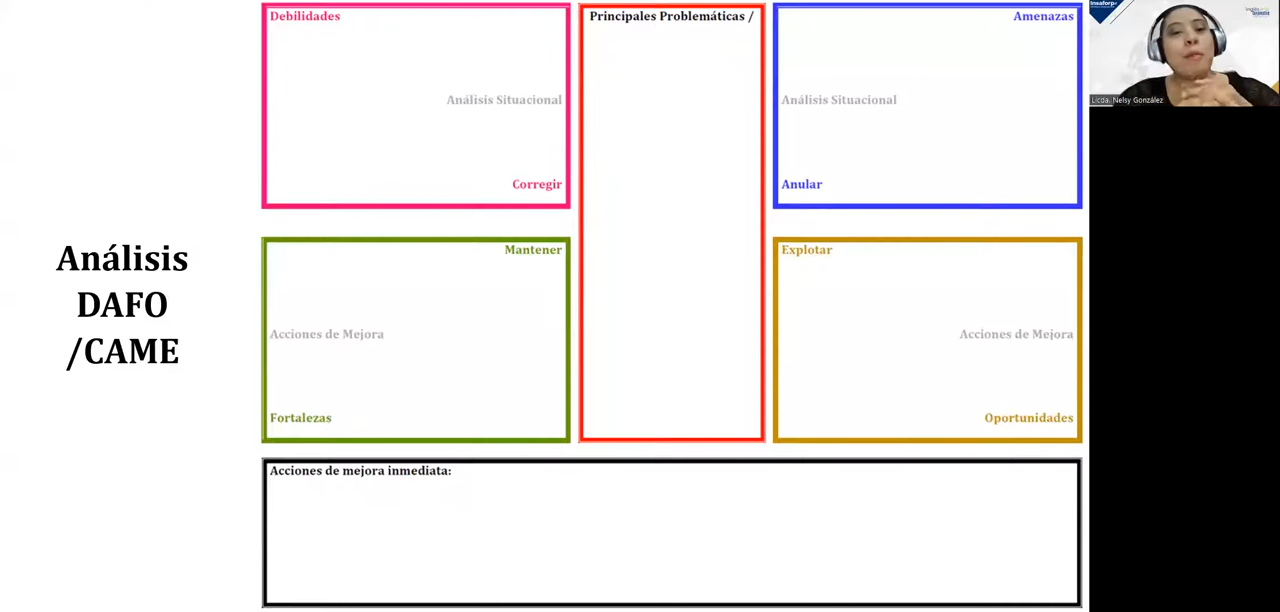 Análisis
DAFO
/CAME
Debilidades
Análisis Situacional
Corregir
Principales Problemáticas /
Amenazas
Análisis Situacional
Anular
Mantener
Acciones de Mejora
Fortalezas
Explotar
Acciones de Mejora
Oportunidades
Acciones de mejora inmediata:
Insaforp
Licda. Nelsy González